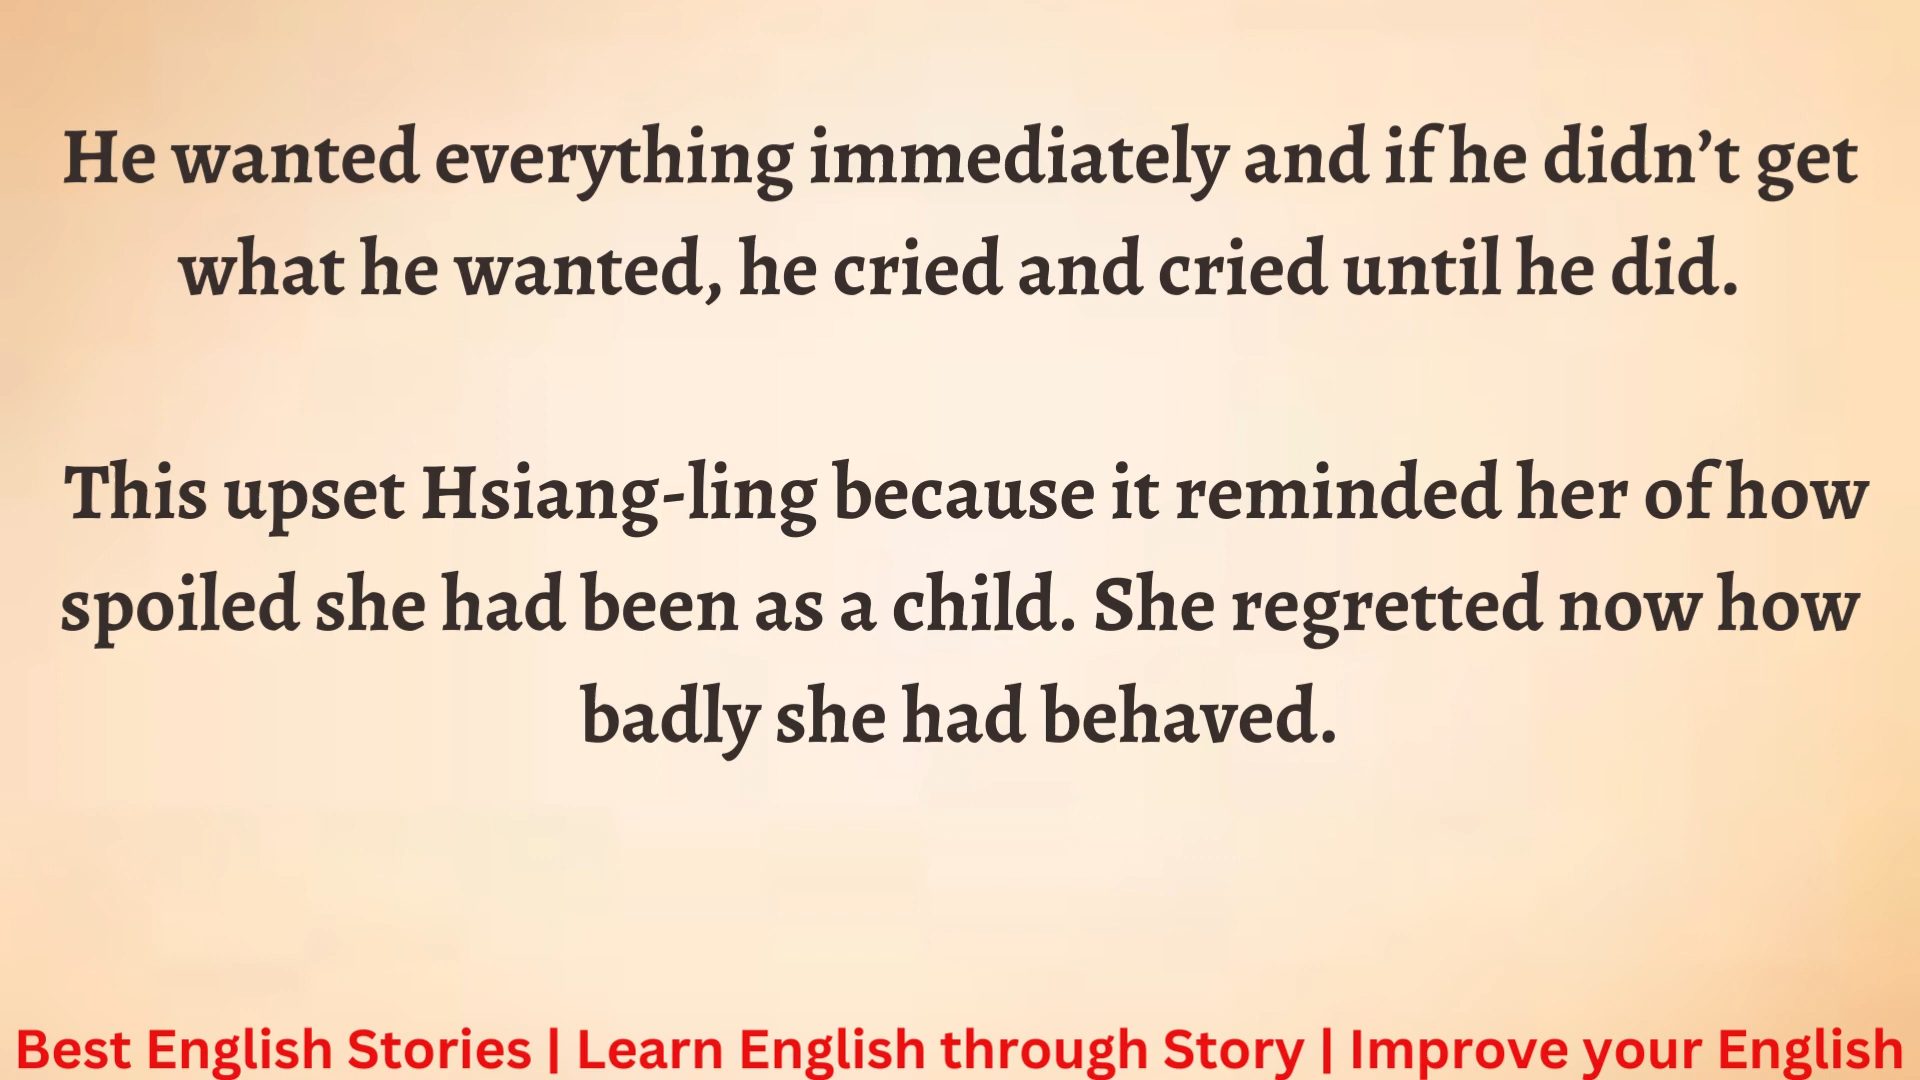 He wanted everything immediately and if he didn’t get
what he wanted, he cried and cried until he did.
This upset Hsiang-ling because it reminded her of how
spoiled she had been as a child. She regretted now how
badly she had behaved.
Best English Stories | Learn English through Story | Improve your English